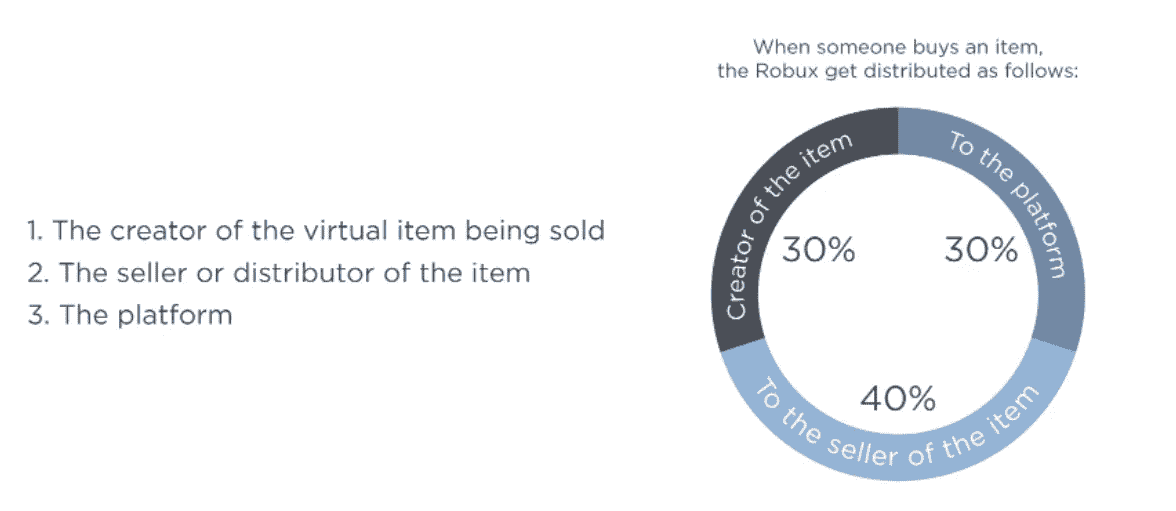 When someone buys an item,
the Robux get distributed as follows:
1. The creator of the virtual item being sold
2. The seller or distributor of the item
3. The platform
Creator of the item
30%
To the platform
30%
To the seller of the item
40%